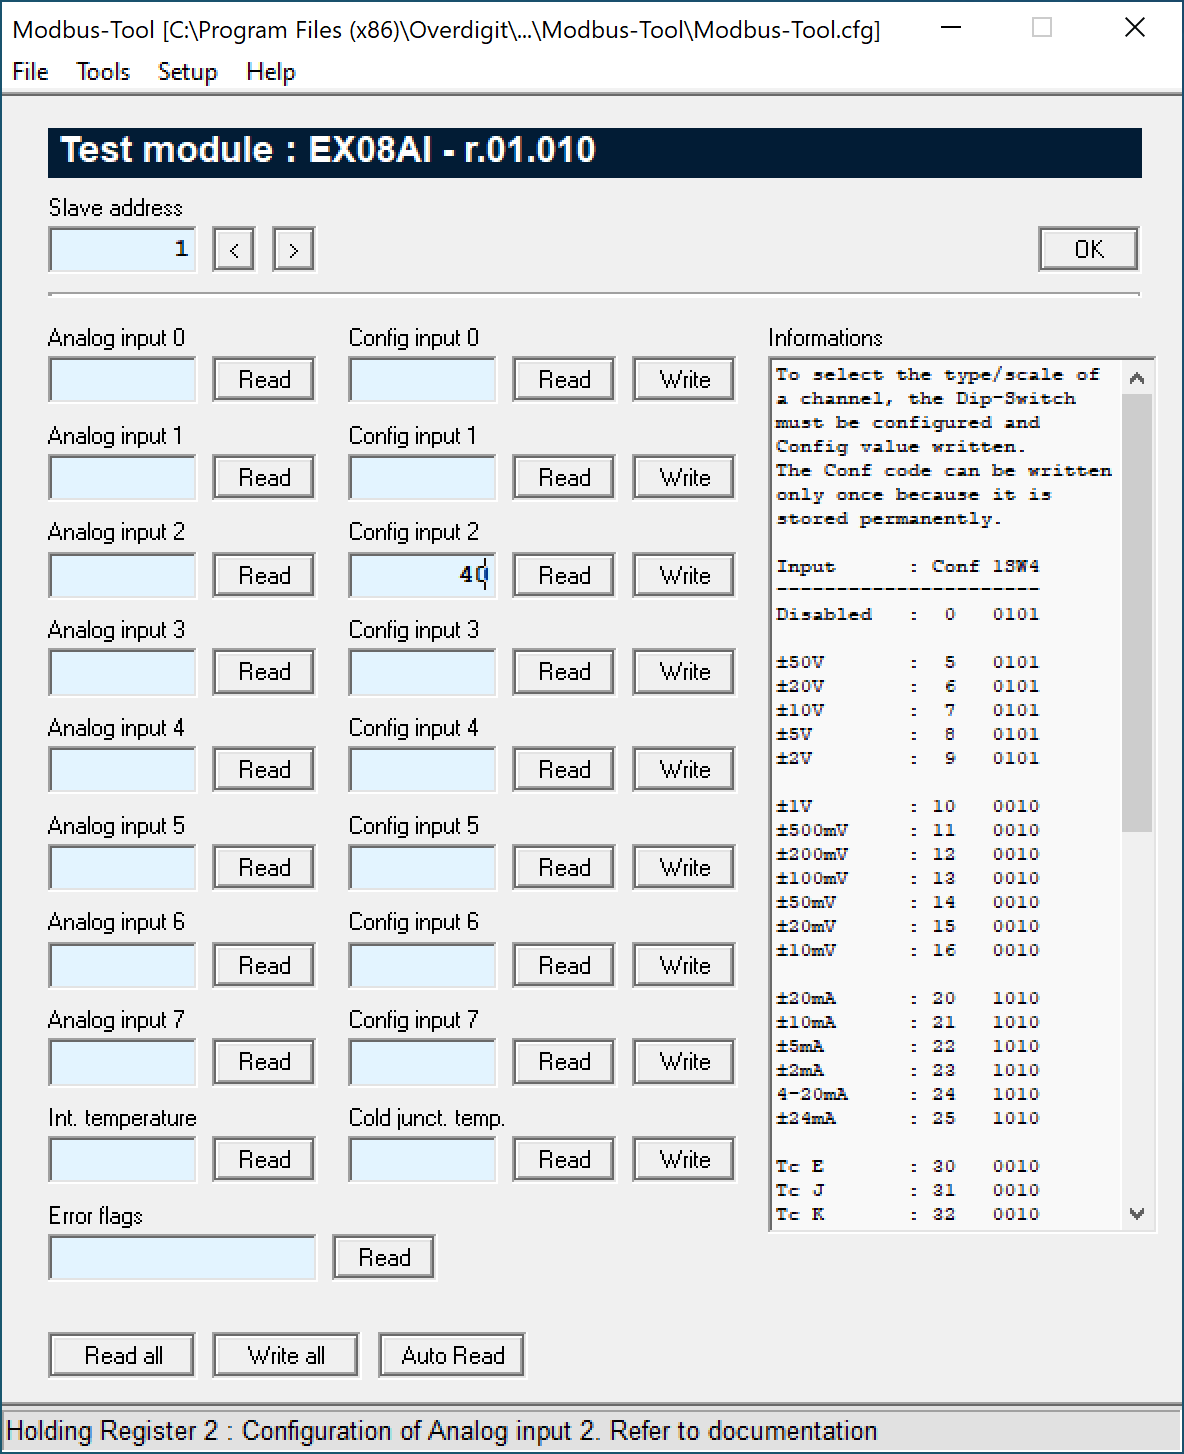 Modbus-Tool [C:\Program Files (x86)\Overdigit\...\Modbus-Tool\Modbus-Tool.cfg]
File Tools Setup Help
Test module : EX08AI - r.01.010
Slave address
1 < > OK
Analog input 0 Config input 0 Informations
Read Read Write
Analog input 1 Config input 1
Read Read Write
Analog input 2 Config input 2
Read 40 Read Write
Analog input 3 Config input 3
Read Read Write
Analog input 4 Config input 4
Read Read Write
Analog input 5 Config input 5
Read Read Write
Analog input 6 Config input 6
Read Read Write
Analog input 7 Config input 7
Read Read Write
Int. temperature Cold junct. temp.
Read Read Write
Error flags
Read
Read all Write all Auto Read
To select the type/scale of
a channel, the Dip-Switch
must be configured and
Config value written.
The Conf code can be written
only once because it is
stored permanently.
Input : Conf 1SW4
----------------------
Disabled : 0 0101
±50V : 5 0101
±20V : 6 0101
±10V : 7 0101
±5V : 8 0101
±2V : 9 0101
±1V : 10 0010
±500mV : 11 0010
±200mV : 12 0010
±100mV : 13 0010
±50mV : 14 0010
±20mV : 15 0010
±10mV : 16 0010
±20mA : 20 1010
±10mA : 21 1010
±5mA : 22 1010
±2mA : 23 1010
4-20mA : 24 1010
±24mA : 25 1010
Tc E : 30 0010
Tc J : 31 0010
Tc K : 32 0010
Holding Register 2 : Configuration of Analog input 2. Refer to documentation